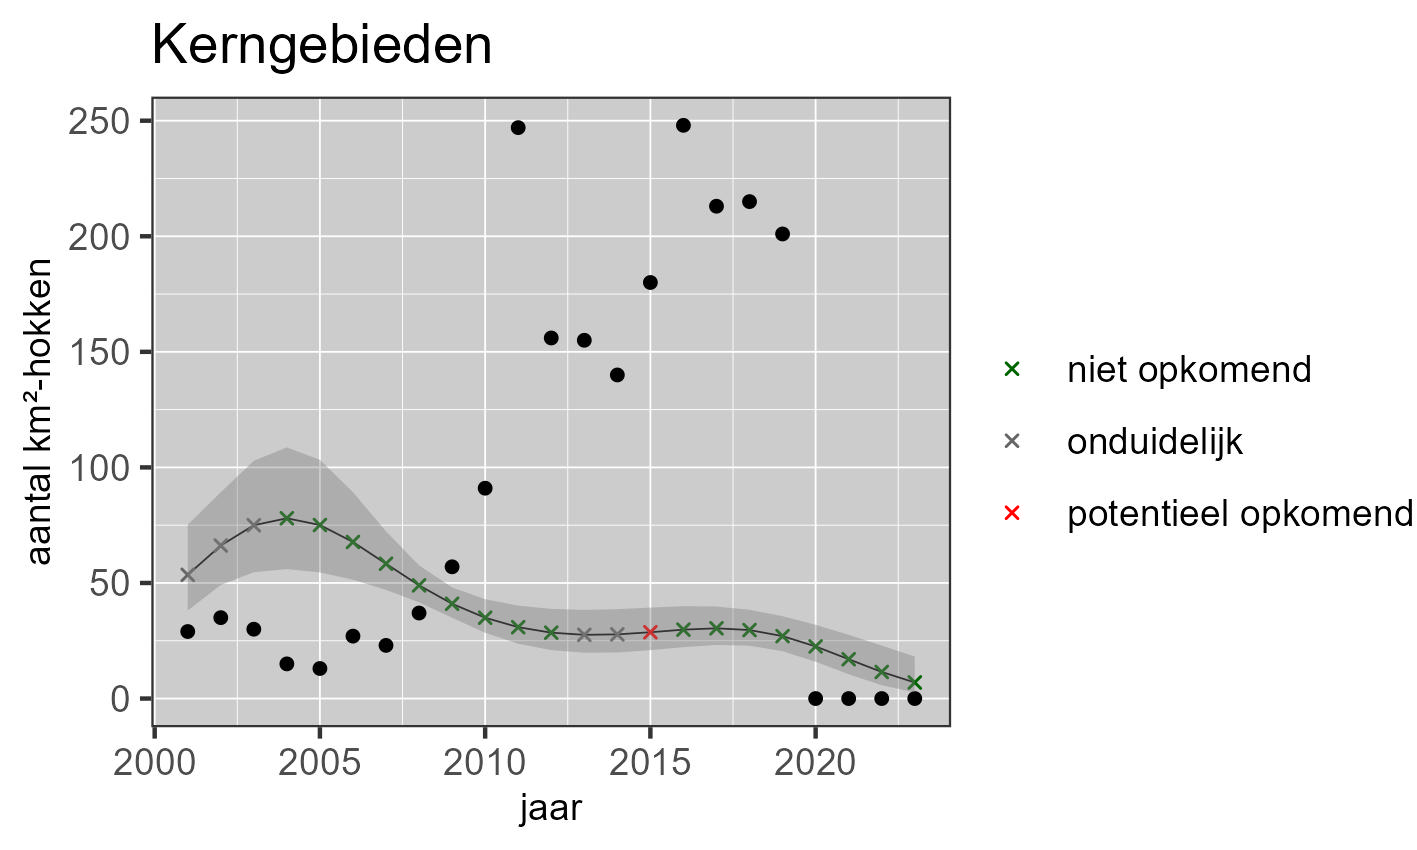 Kerngebieden
250
200
150
100
50
0
aantal km²-hokken
2000 2005 2010 2015 2020
jaar
niet opkomend
onduidelijk
potentieel opkomend